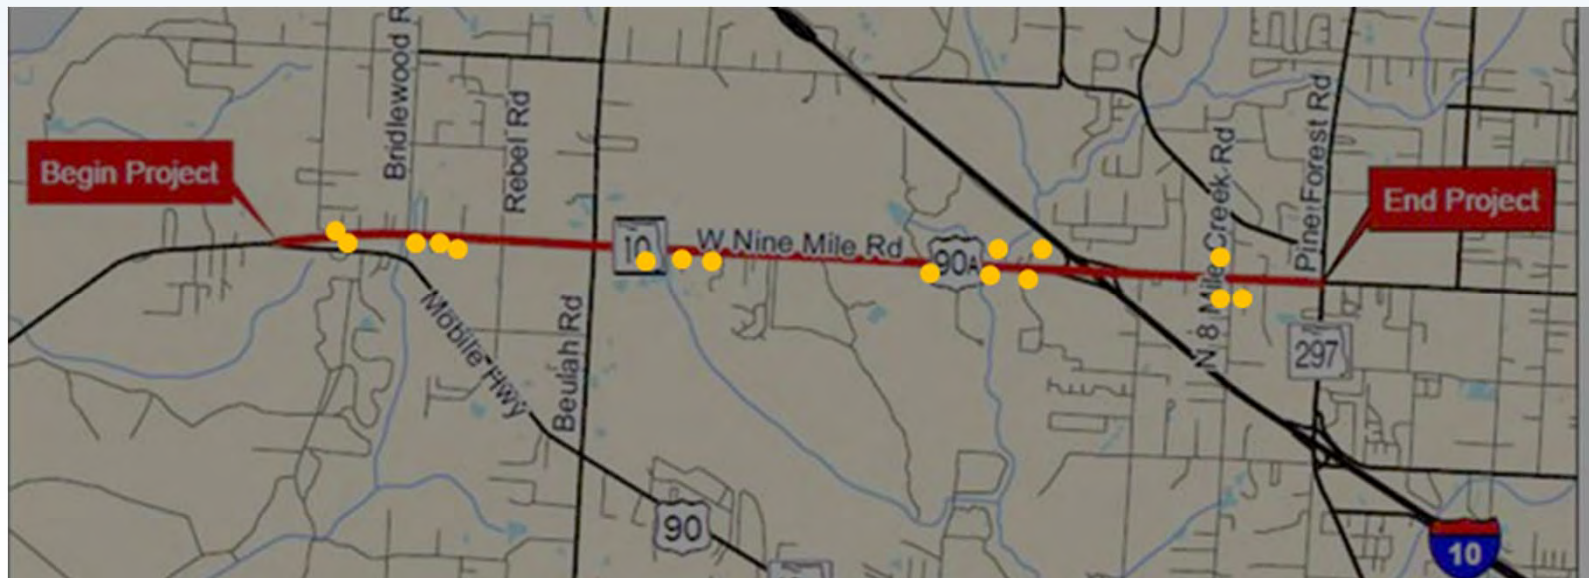 Bridlewood R
Rebel Rd
Begin Project
N 8 Mile Creek Rd
Pine Forest Rd
End Project
10
W Nine Mile Rd
90A
Mobile Hwy
Beulah Rd
297
90
10